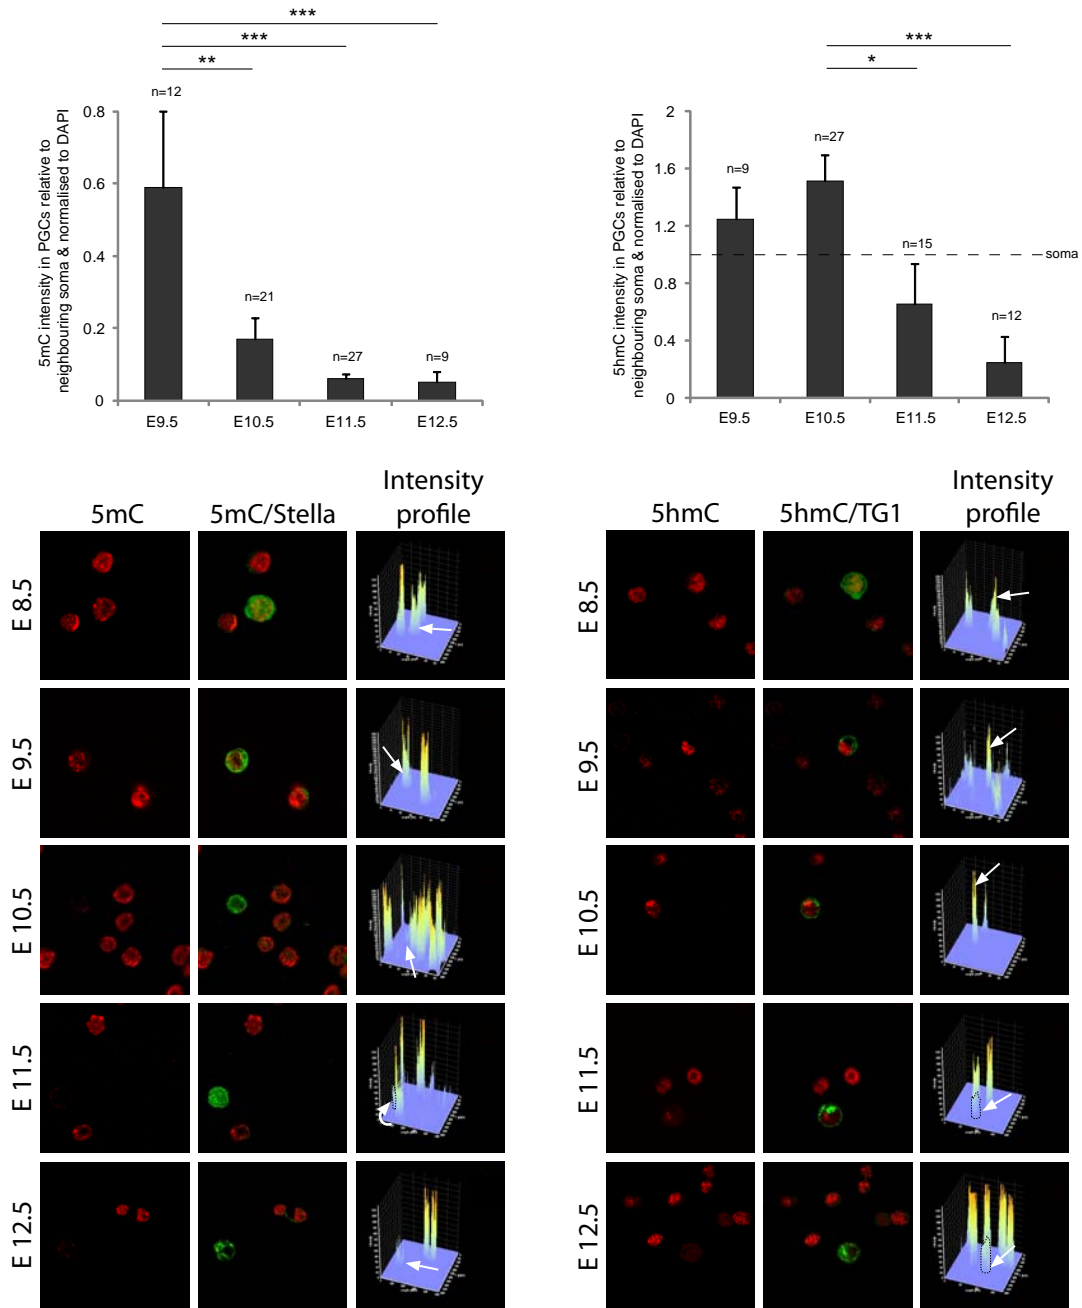 ***
***
**
5mC intensity in PGCs relative to
neighbouring soma & normalised to DAPI
0.8
0.6
0.4
0.2
0
n=12
n=21
n=27
n=9
E9.5
E10.5
E11.5
E12.5
***
*
5hmC intensity in PGCs relative to
neighbouring soma & normalised to DAPI
2
1.6
1.2
0.8
0.4
0
n=9
n=27
n=15
n=12
soma
E9.5
E10.5
E11.5
E12.5
5mC
5mC/Stella
Intensity
profile
5hmC
5hmC/TG1
Intensity
profile
E 8.5
E 9.5
E 10.5
E 11.5
E 12.5
E 8.5
E 9.5
E 10.5
E 11.5
E 12.5